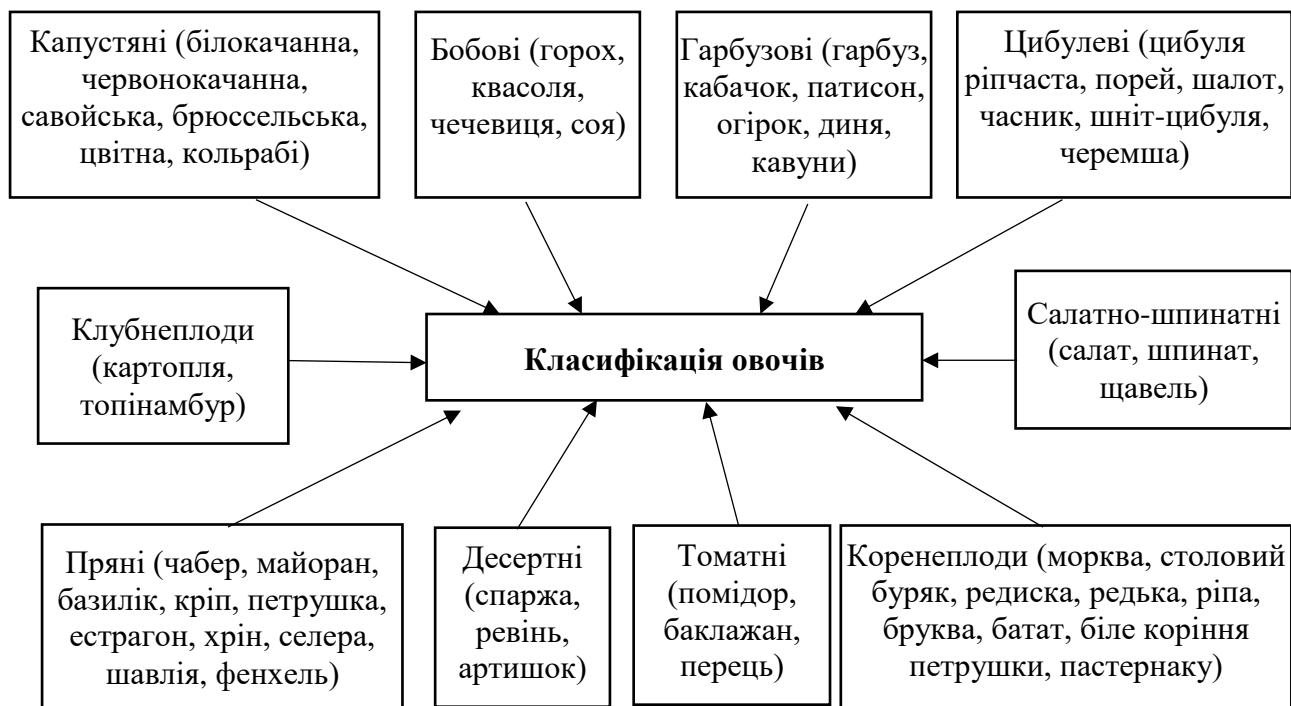 Капустяні (білокачанна,
червонокачанна,
савойська, брюссельська,
цвітна, кольрабі)
Бобові (горох,
квасоля,
чечевиця, соя)
Гарбузові (гарбуз,
кабачок, патисон,
огірок, диня,
кавуни)
Цибулеві (цибуля
ріпчаста, порей, шалот,
часник, шніт-цибуля,
черемша)
Клубнеплоди
(картопля,
топінамбур)
Класифікація овочів
Салатно-шпинатні
(салат, шпинат,
щавель)
Пряні (чабер, майоран,
базилік, кріп, петрушка,
естрагон, хрін, селера,
шавлія, фенхель)
Десертні
(спаржа,
ревінь,
артишок)
Томатні
(помідор,
баклажан,
перець)
Коренеплоди (морква, столовий
буряк, редиска, редька, ріпа,
бруква, батат, біле коріння
петрушки, пастернаку)